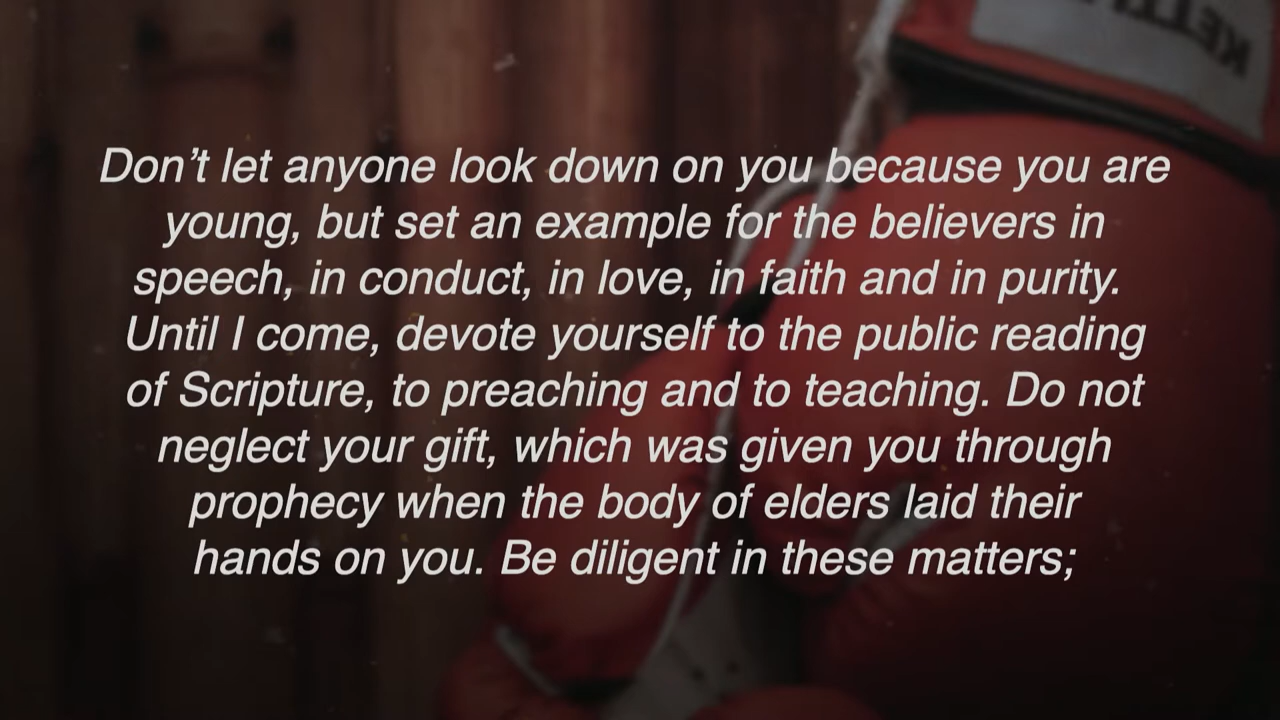 Don’t let anyone look down on you because you are
young, but set an example for the believers in
speech, in conduct, in love, in faith and in purity.
Until I come, devote yourself to the public reading
of Scripture, to preaching and to teaching. Do not
neglect your gift, which was given you through
prophecy when the body of elders laid their
hands on you. Be diligent in these matters;